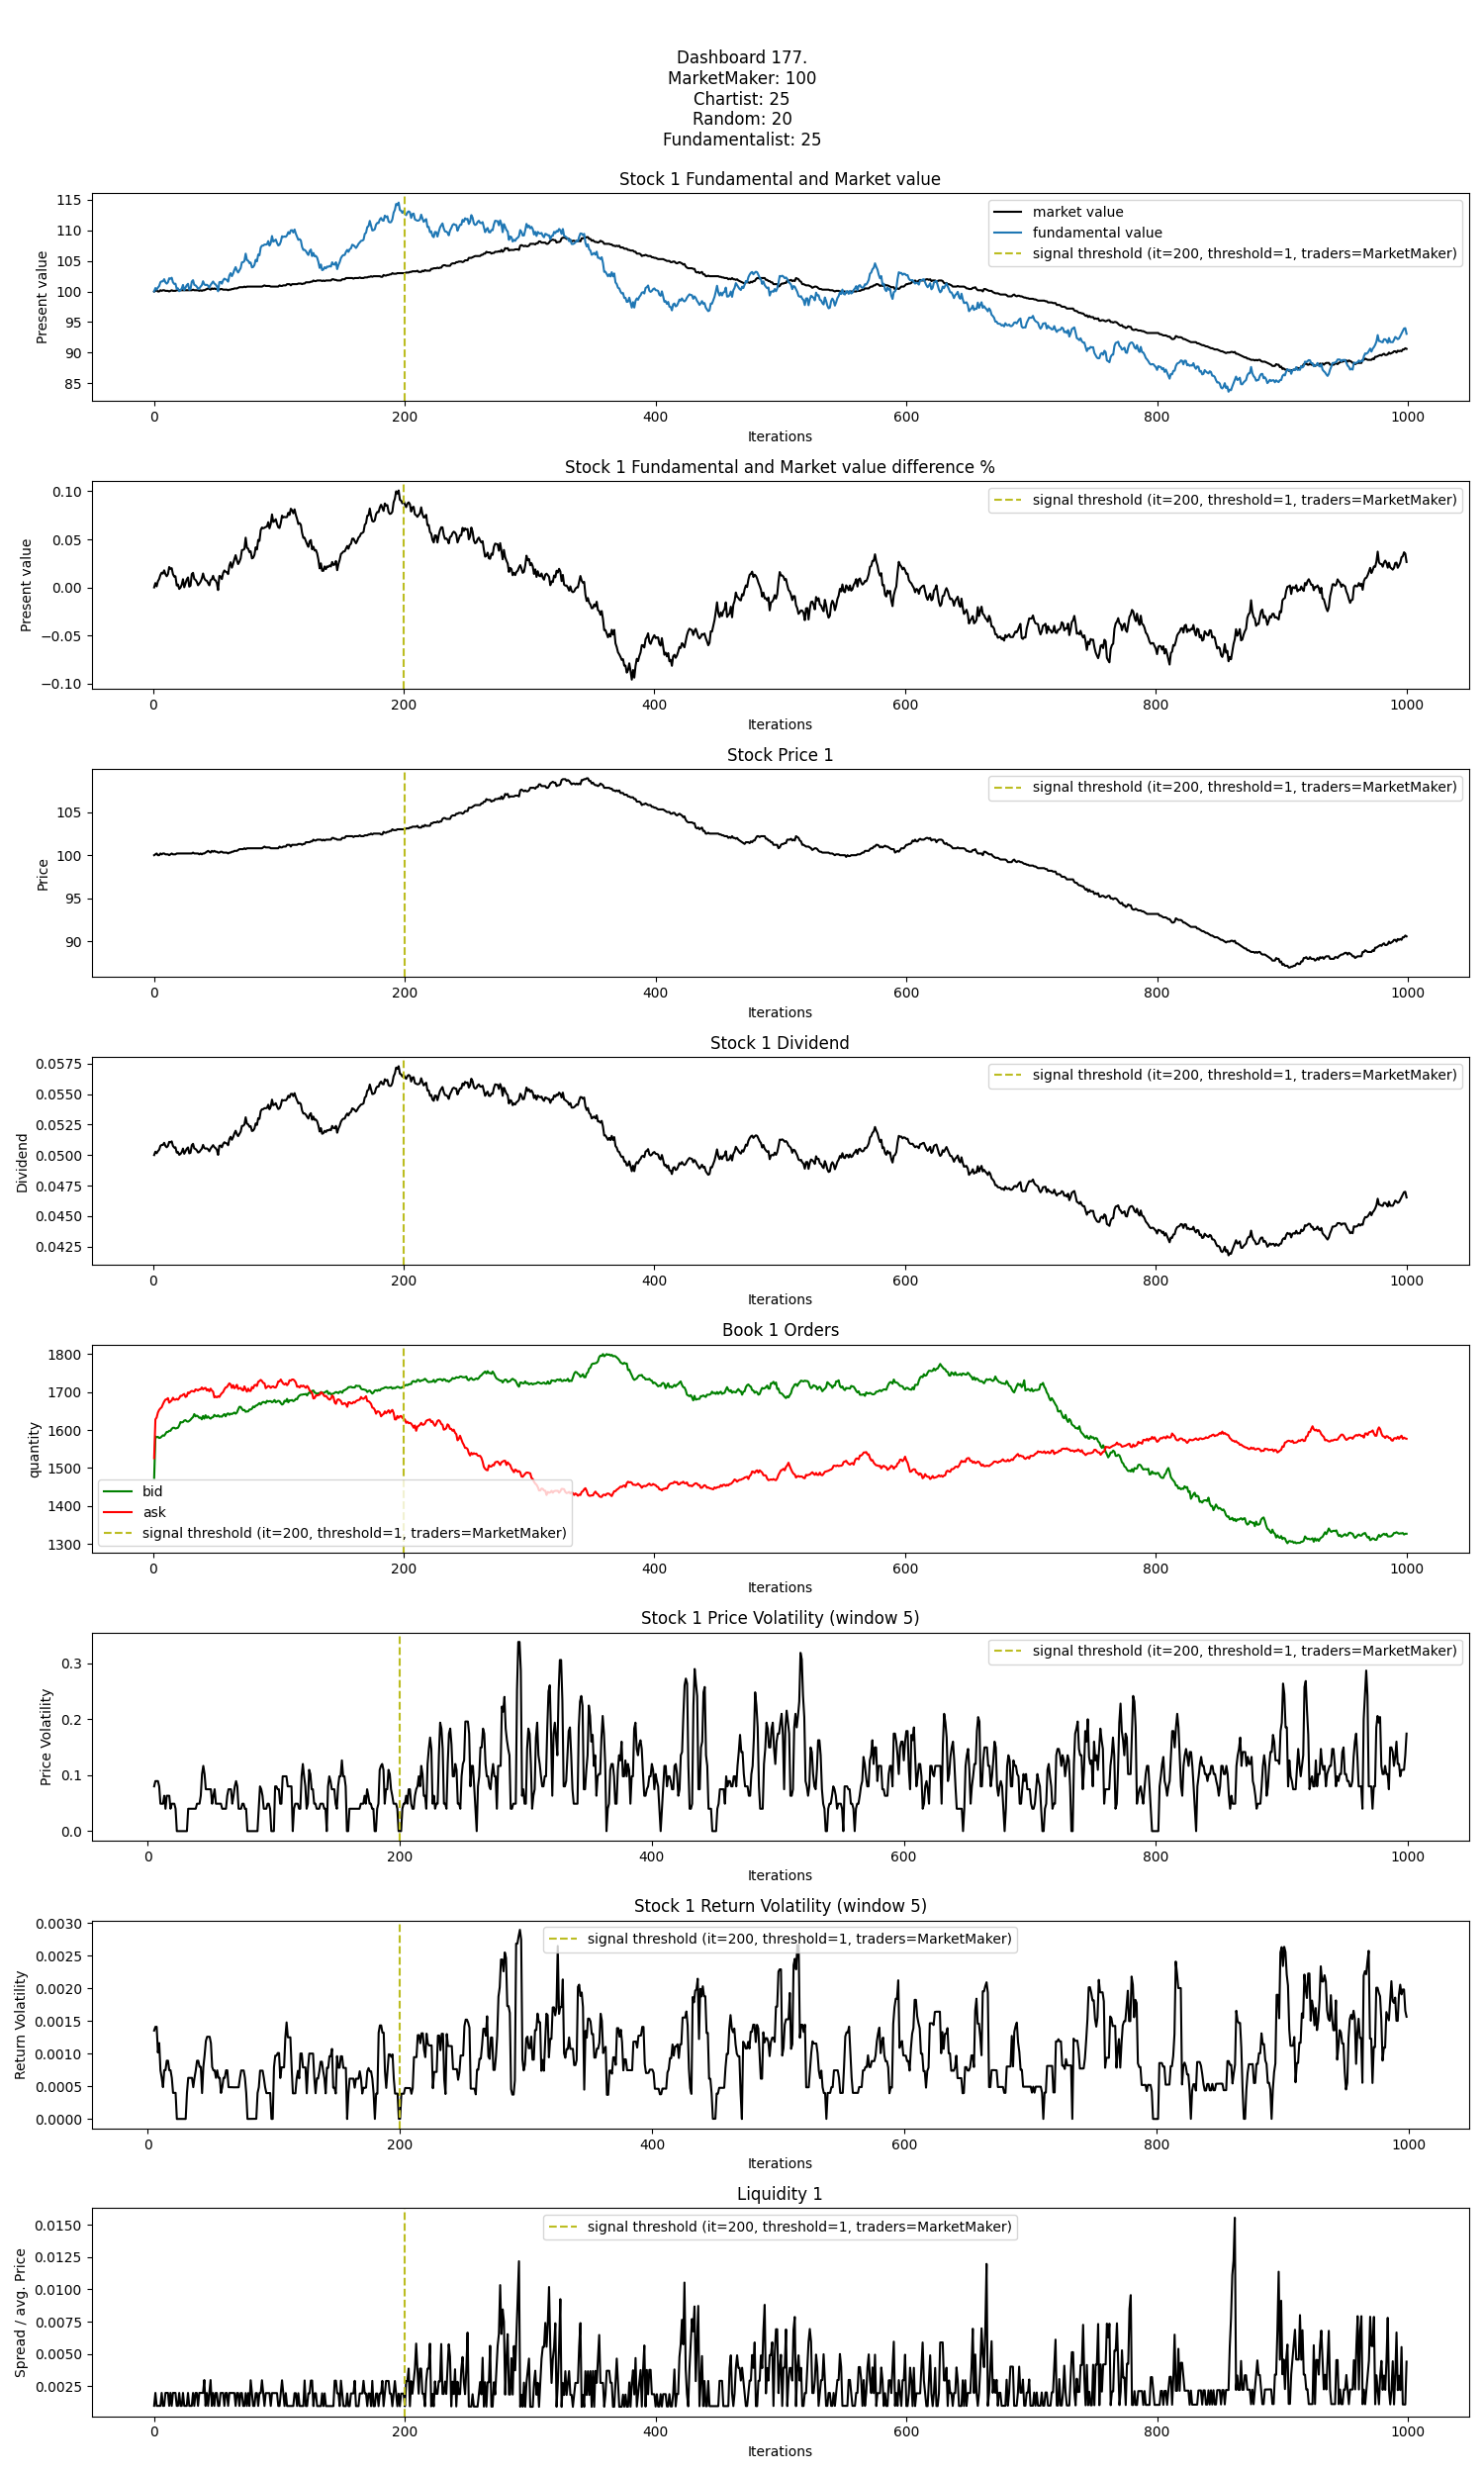 Dashboard 177.
MarketMaker: 100
Chartist: 25
Random: 20
Fundamentalist: 25
Stock 1 Fundamental and Market value
Present value
115
110
105
100
95
90
85
market value
fundamental value
signal threshold (it=200, threshold=1, traders=MarketMaker)
0 200 400 600 800 1000
Iterations
Stock 1 Fundamental and Market value difference %
Present value
0.10
0.05
0.00
−0.05
−0.10
signal threshold (it=200, threshold=1, traders=MarketMaker)
0 200 400 600 800 1000
Iterations
Stock Price 1
Price
105
100
95
90
signal threshold (it=200, threshold=1, traders=MarketMaker)
0 200 400 600 800 1000
Iterations
Stock 1 Dividend
Dividend
0.0575
0.0550
0.0525
0.0500
0.0475
0.0450
0.0425
signal threshold (it=200, threshold=1, traders=MarketMaker)
0 200 400 600 800 1000
Iterations
Book 1 Orders
quantity
1800
1700
1600
1500
1400
1300
bid
ask
signal threshold (it=200, threshold=1, traders=MarketMaker)
0 200 400 600 800 1000
Iterations
Stock 1 Price Volatility (window 5)
Price Volatility
0.3
0.2
0.1
0.0
signal threshold (it=200, threshold=1, traders=MarketMaker)
0 200 400 600 800 1000
Iterations
Stock 1 Return Volatility (window 5)
Return Volatility
0.0030
0.0025
0.0020
0.0015
0.0010
0.0005
0.0000
signal threshold (it=200, threshold=1, traders=MarketMaker)
0 200 400 600 800 1000
Iterations
Liquidity 1
Spread / avg. Price
0.0150
0.0125
0.0100
0.0075
0.0050
0.0025
signal threshold (it=200, threshold=1, traders=MarketMaker)
0 200 400 600 800 1000
Iterations